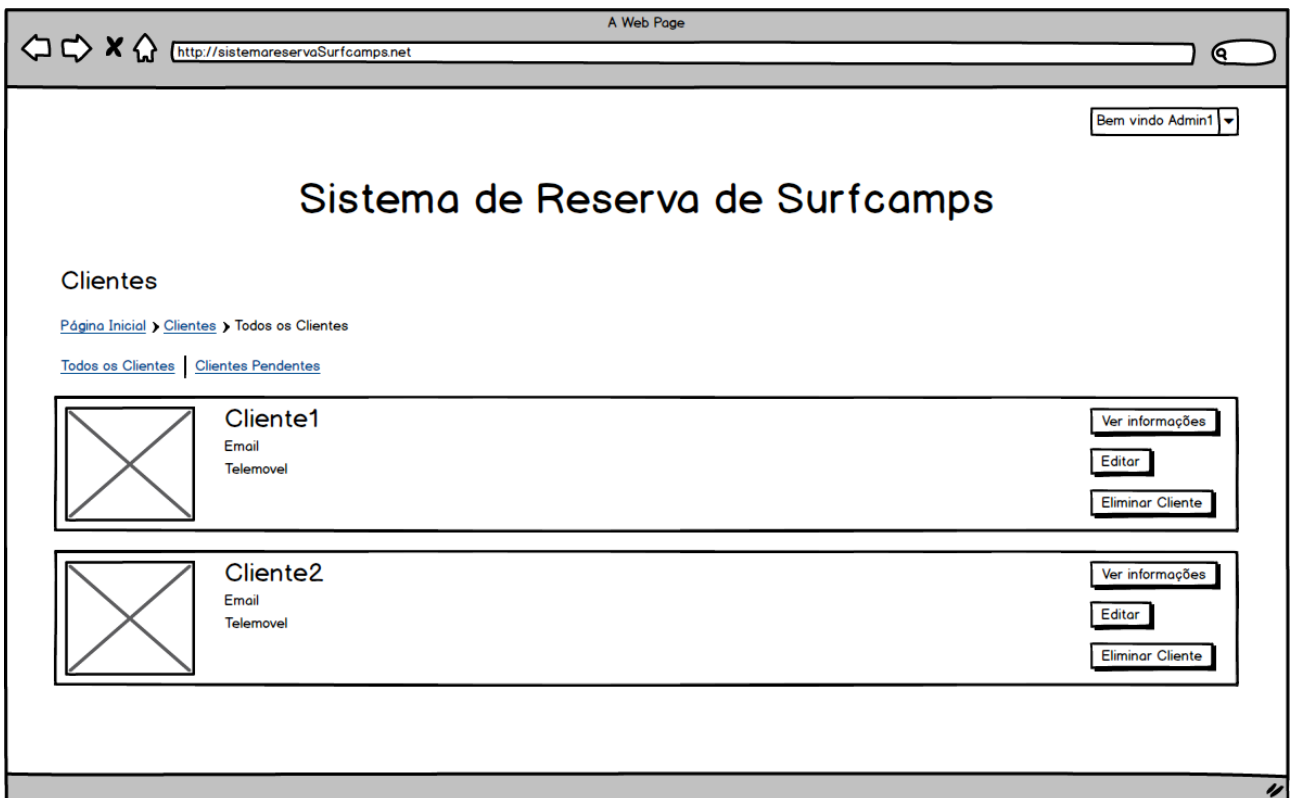 A Web Page
http://sistemareservaSurfcamps.net
Bem vindo Admin1
Sistema de Reserva de Surfcamps
Clientes
Página Inicial > Clientes > Todos os Clientes
Todos os Clientes | Clientes Pendentes
Cliente1
Email
Telemovel
Ver informações
Editar
Eliminar Cliente
Cliente2
Email
Telemovel
Ver informações
Editar
Eliminar Cliente